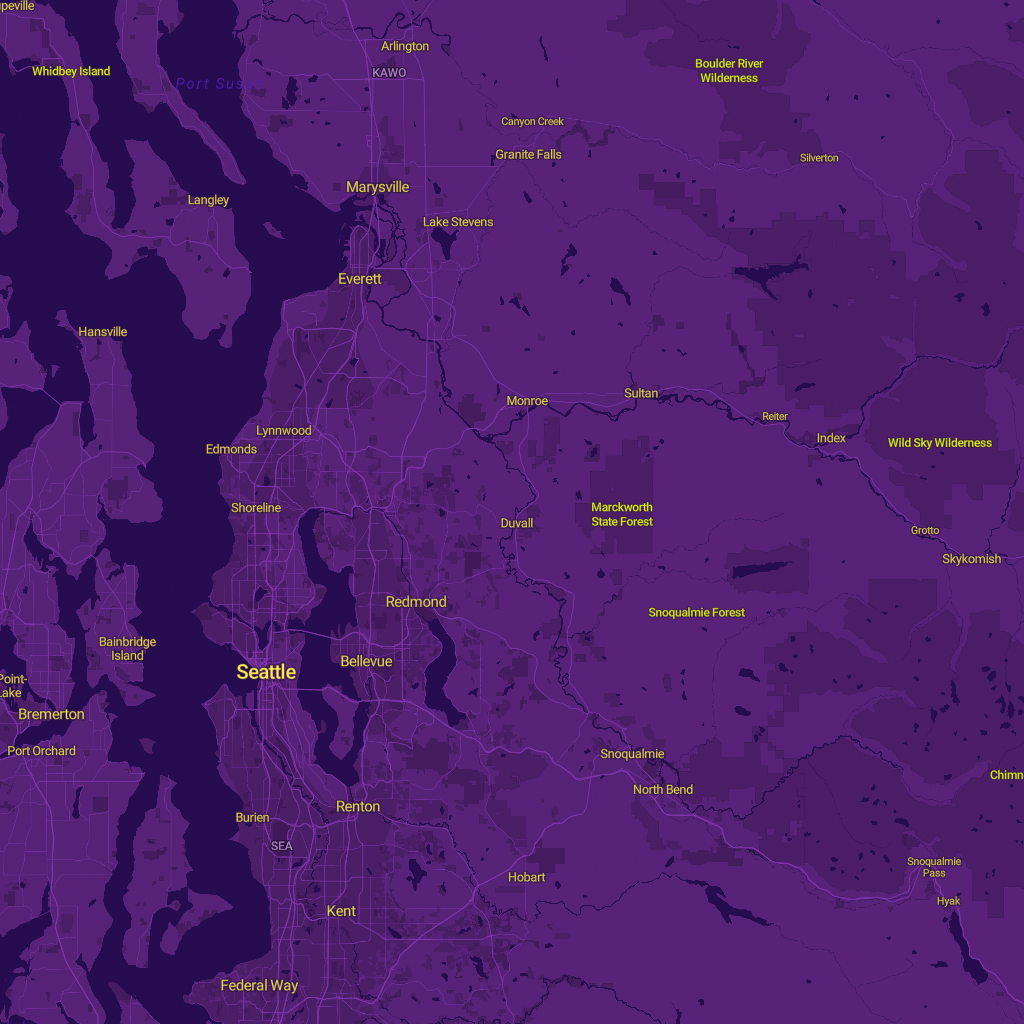 peville
Arlington
Whidbey Island
KAWO
Boulder River
Wilderness
Canyon Creek
Granite Falls
Silverton
Marysville
Langley
Lake Stevens
Everett
Hansville
Monroe
Sultan
Reiter
Index
Lynnwood
Edmonds
Wild Sky Wilderness
Shoreline
Marckworth
State Forest
Duvall
Grotto
Skykomish
Redmond
Snoqualmie Forest
Bainbridge
Island
Bellevue
Seattle
Point-
Lake
Bremerton
Port Orchard
Snoqualmie
Chimn
North Bend
Renton
Burien
SEA
Snoqualmie
Pass
Hobart
Hyak
Kent
Federal Way